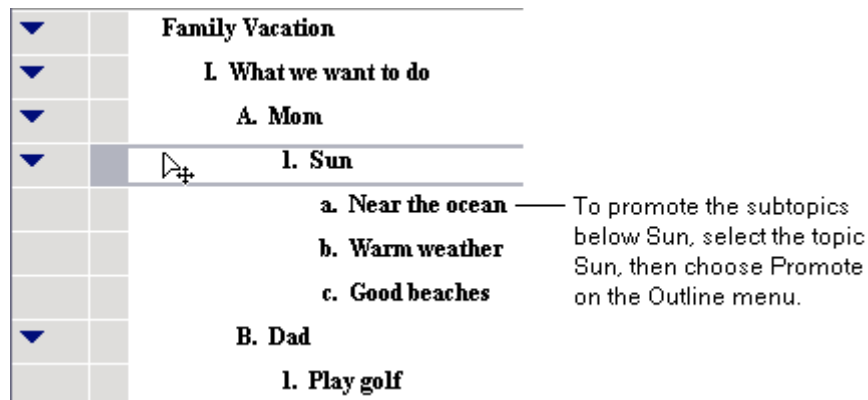 Family Vacation
I. What we want to do
A. Mom
1. Sun
a. Near the ocean
b. Warm weather
c. Good beaches
B. Dad
1. Play golf
To promote the subtopics
below Sun, select the topic
Sun, then choose Promote
on the Outline menu.